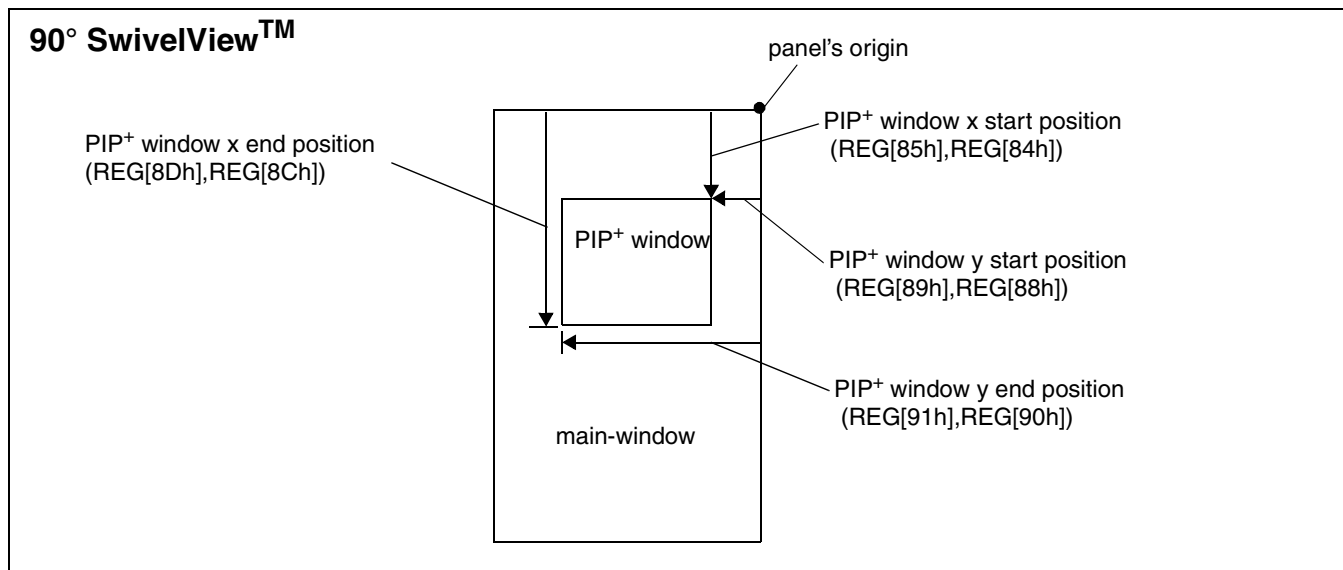 90° SwivelView™
panel's origin
PIP+ window x end position
(REG[8Dh],REG[8Ch])
PIP+ window x start position
(REG[85h],REG[84h])
PIP+ window
PIP+ window y start position
(REG[89h],REG[88h])
PIP+ window y end position
(REG[91h],REG[90h])
main-window